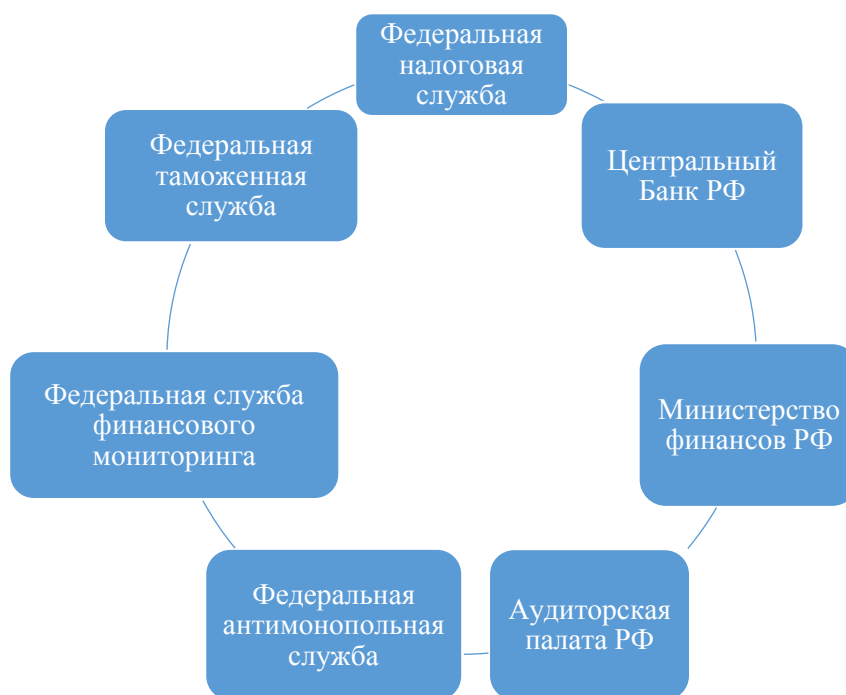 Федеральная
налоговая
служба
Центральный
Банк РФ
Министерство
финансов РФ
Аудиторская
палата РФ
Федеральная
антимонопольная
служба
Федеральная служба
финансового
мониторинга
Федеральная
таможенная
служба